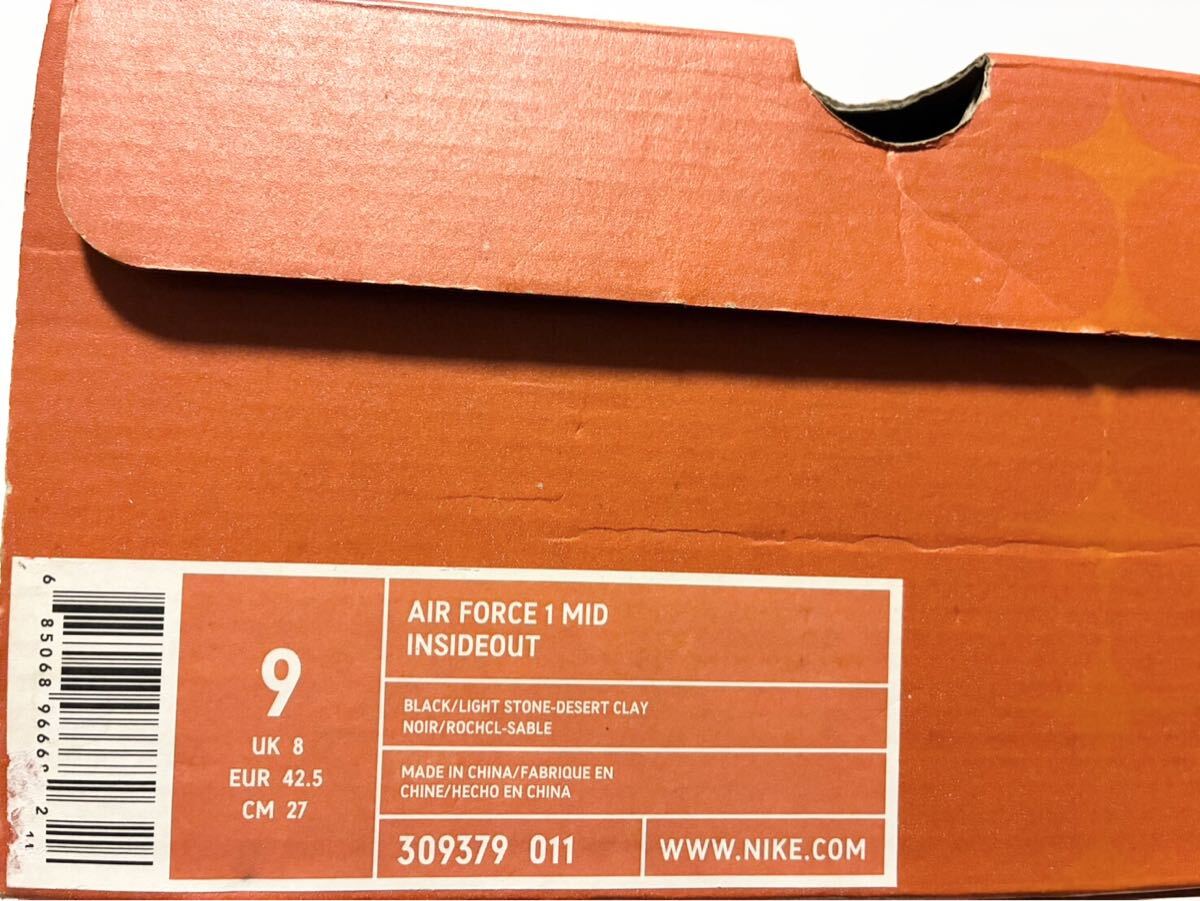 AIR FORCE 1 MID
INSIDEOUT
BLACK/LIGHT STONE-DESERT CLAY
NOIR/ROCHCL-SABLE
MADE IN CHINA/FABRIQUE EN
CHINE/HECHO EN CHINA
309379 011
WWW.NIKE.COM
9
UK 8
EUR 42.5
CM 27